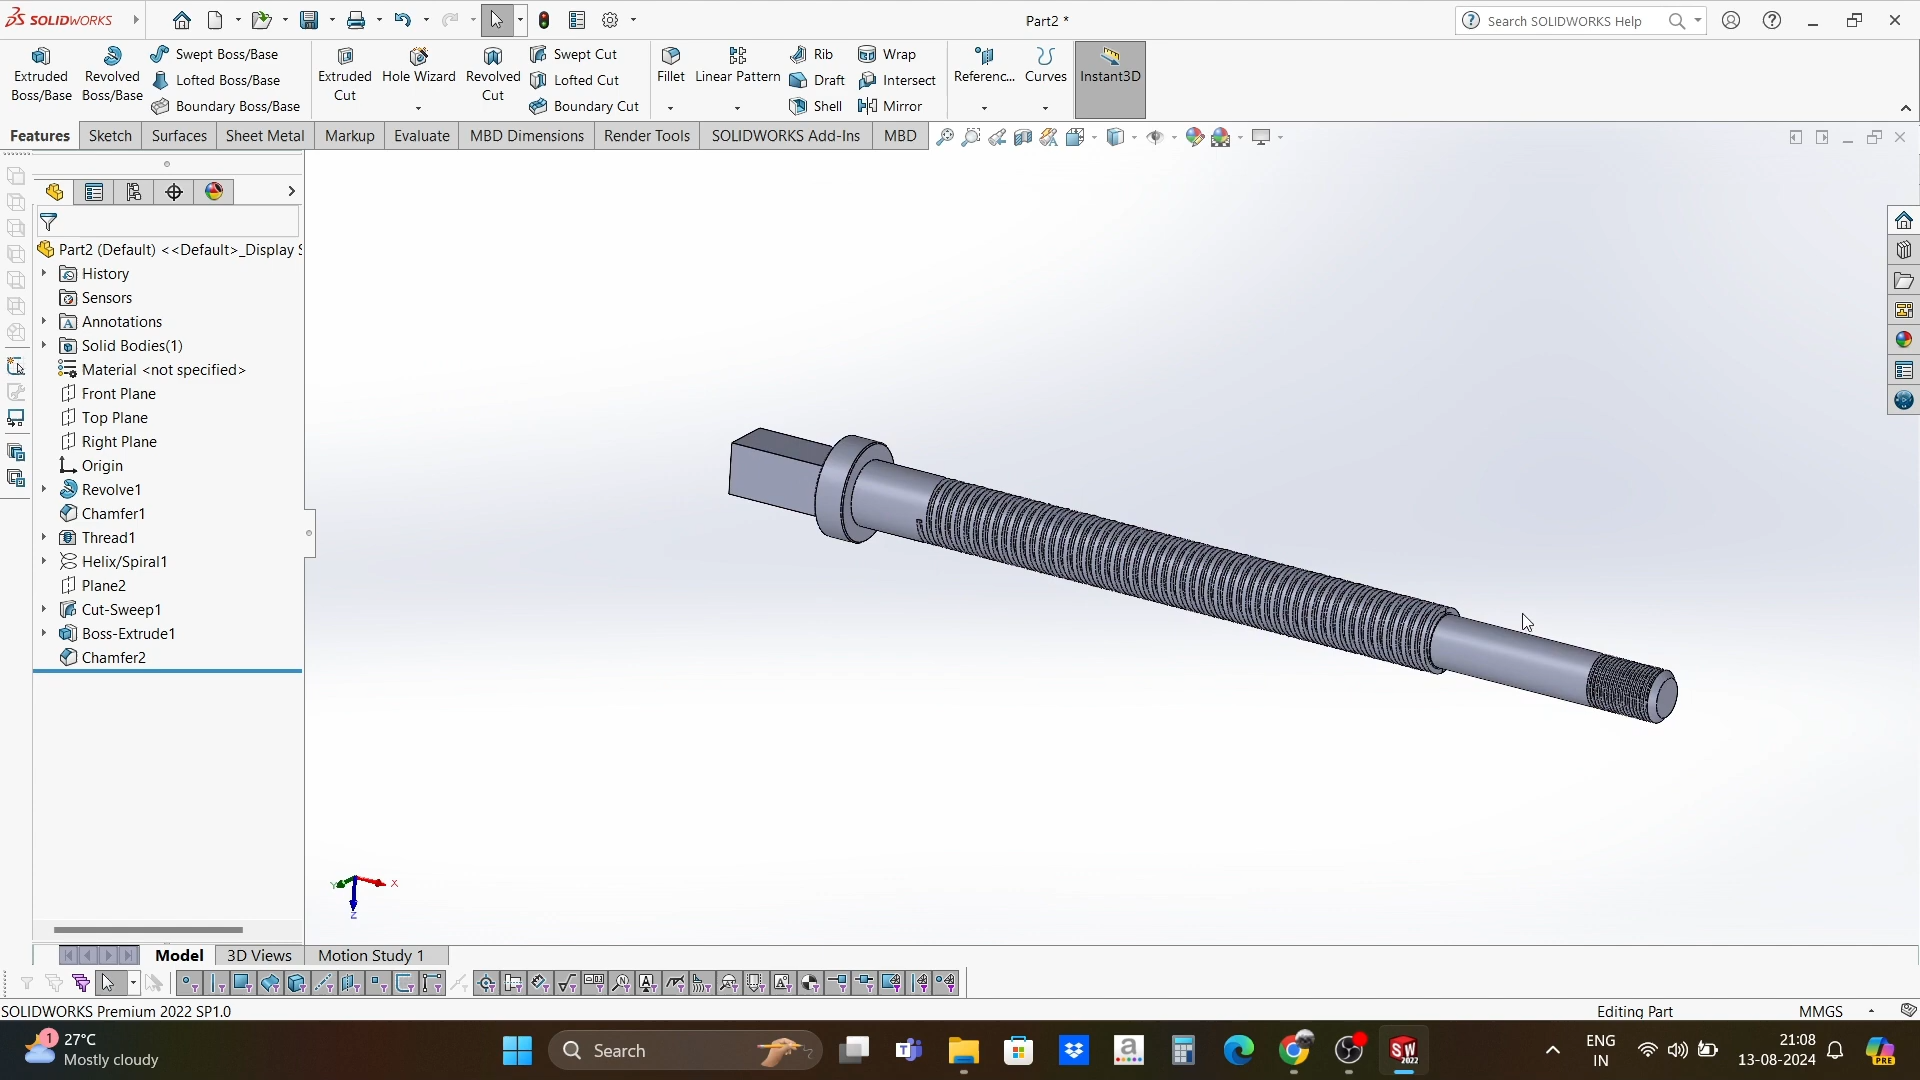 SOLIDWORKS
Part2 *
Search SOLIDWORKS Help
Extruded Boss/Base
Revolved Boss/Base
Swept Boss/Base
Lofted Boss/Base
Boundary Boss/Base
Extruded Cut
Hole Wizard
Revolved Cut
Swept Cut
Lofted Cut
Boundary Cut
Fillet
Linear Pattern
Rib
Draft
Shell
Wrap
Intersect
Mirror
Referenc...
Curves
Instant3D
Features
Sketch
Surfaces
Sheet Metal
Markup
Evaluate
MBD Dimensions
Render Tools
SOLIDWORKS Add-Ins
MBD
Part2 (Default) <<Default>_Display S
History
Sensors
Annotations
Solid Bodies(1)
Material <not specified>
Front Plane
Top Plane
Right Plane
Origin
Revolve1
Chamfer1
Thread1
Helix/Spiral1
Plane2
Cut-Sweep1
Boss-Extrude1
Chamfer2
Y
X
Z
Model
3D Views
Motion Study 1
SOLIDWORKS Premium 2022 SP1.0
Editing Part
MMGS
1
27°C
Mostly cloudy
Search
a
SW
2022
ENG
IN
21:08
13-08-2024
PRE